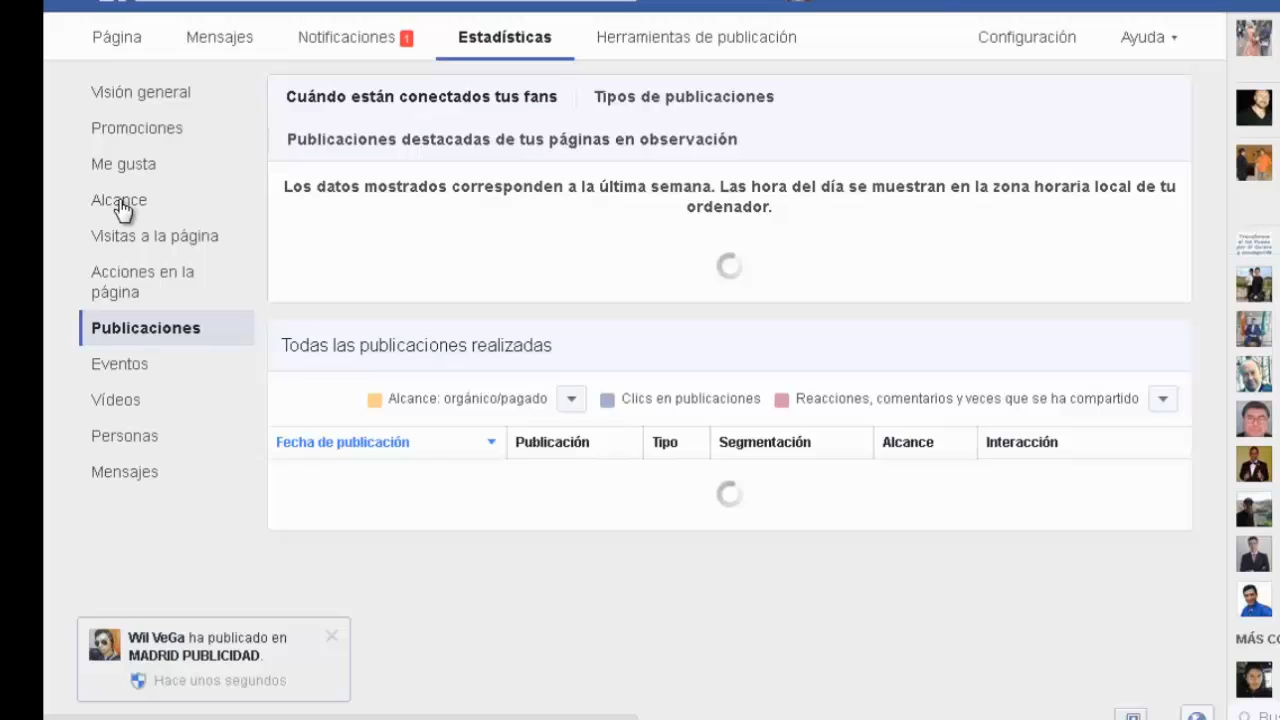 Página Mensajes Notificaciones 1 Estadísticas Herramientas de publicación Configuración Ayuda
Visión general
Promociones
Me gusta
Alcance
Visitas a la página
Acciones en la
página
Publicaciones
Eventos
Vídeos
Personas
Mensajes
Cuándo están conectados tus fans Tipos de publicaciones
Publicaciones destacadas de tus páginas en observación
Los datos mostrados corresponden a la última semana. Las hora del día se muestran en la zona horaria local de tu
ordenador.
Todas las publicaciones realizadas
Alcance: orgánico/pagado Clics en publicaciones Reacciones, comentarios y veces que se ha compartido
Fecha de publicación Publicación Tipo Segmentación Alcance Interacción
Wil VeGa ha publicado en
MADRID PUBLICIDAD.
Hace unos segundos
MÁS CO